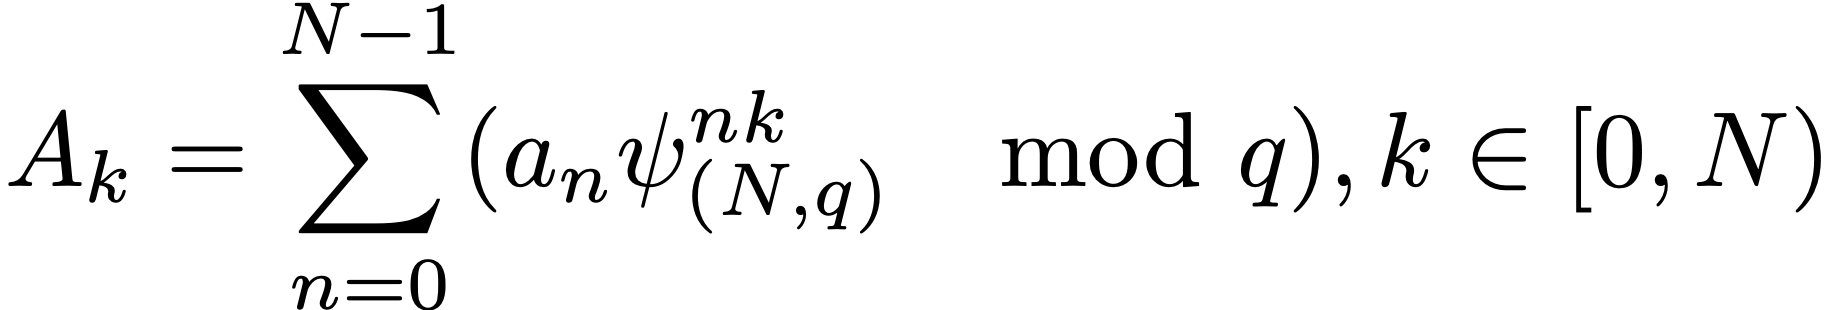 A_k = \sum_{n=0}^{N-1} (a_n \psi_{(N,q)}^{nk} \mod q), k \in [0, N)